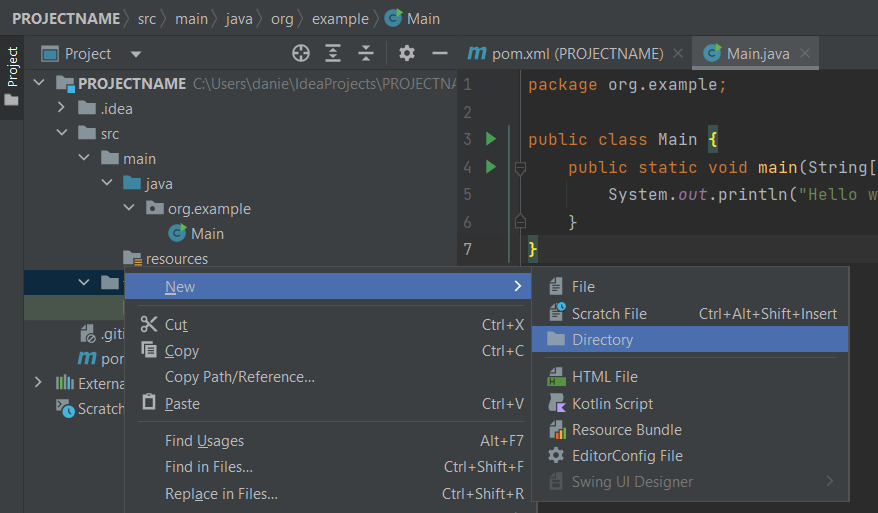 PROJECTNAME src main java org example Main
Project
Project
pom.xml (PROJECTNAME)
Main.java
PROJECTNAME C:\Users\danie\IdeaProjects\PROJECTNA
.idea
src
main
java
org.example
Main
resources
.giti
pom
Externa
Scratch
1 package org.example;
2
3 public class Main {
4 public static void main(String[
5 System.out.println("Hello w
6 }
7 }
New
Cut Ctrl+X
Copy Ctrl+C
Copy Path/Reference...
Paste Ctrl+V
Find Usages Alt+F7
Find in Files... Ctrl+Shift+F
Replace in Files... Ctrl+Shift+R
File
Scratch File Ctrl+Alt+Shift+Insert
Directory
HTML File
Kotlin Script
Resource Bundle
EditorConfig File
Swing UI Designer